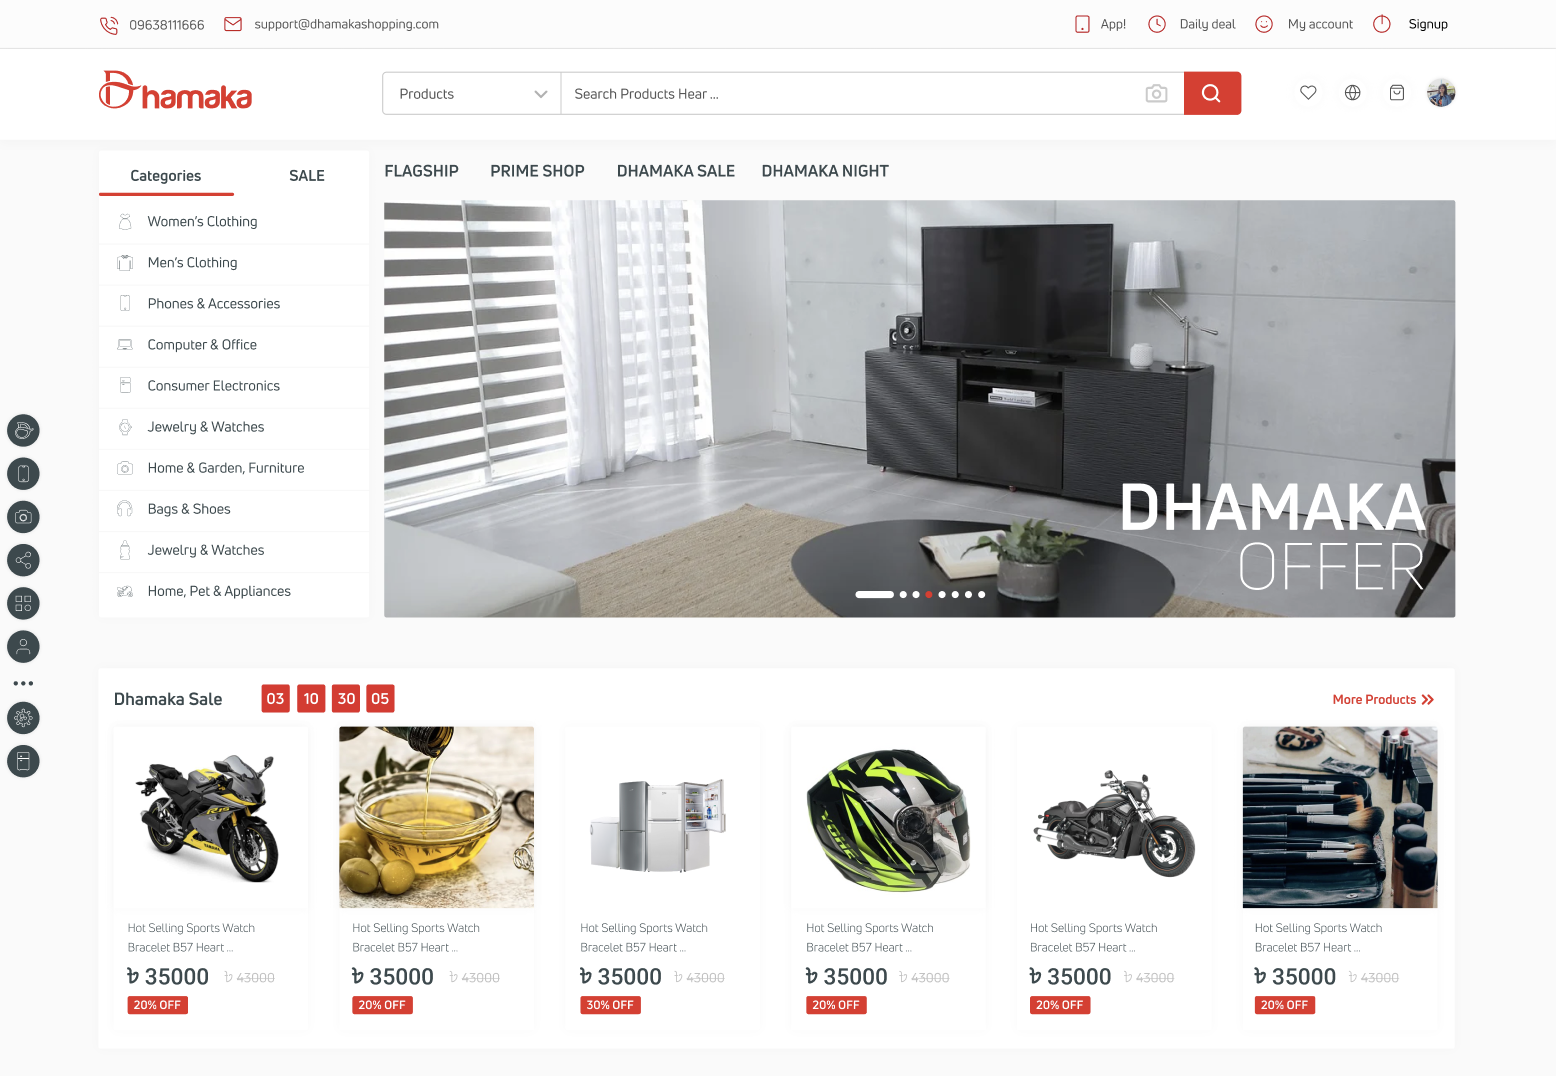 09638111666
support@dhamakashopping.com
App!
Daily deal
My account
Signup
Dhamaka
Products
Search Products Hear ...
Categories
SALE
FLAGSHIP
PRIME SHOP
DHAMAKA SALE
DHAMAKA NIGHT
Women's Clothing
Men's Clothing
Phones & Accessories
Computer & Office
Consumer Electronics
Jewelry & Watches
Home & Garden, Furniture
Bags & Shoes
Jewelry & Watches
Home, Pet & Appliances
DHAMAKA
OFFER
Dhamaka Sale
03 10 30 05
More Products
R15
YAMAHA
Hot Selling Sports Watch
Bracelet B57 Heart ...
৳ 35000 ৳ 43000
20% OFF
Hot Selling Sports Watch
Bracelet B57 Heart ...
৳ 35000 ৳ 43000
20% OFF
Hot Selling Sports Watch
Bracelet B57 Heart ...
৳ 35000 ৳ 43000
30% OFF
Hot Selling Sports Watch
Bracelet B57 Heart ...
৳ 35000 ৳ 43000
20% OFF
Hot Selling Sports Watch
Bracelet B57 Heart ...
৳ 35000 ৳ 43000
20% OFF
Hot Selling Sports Watch
Bracelet B57 Heart ...
৳ 35000 ৳ 43000
20% OFF